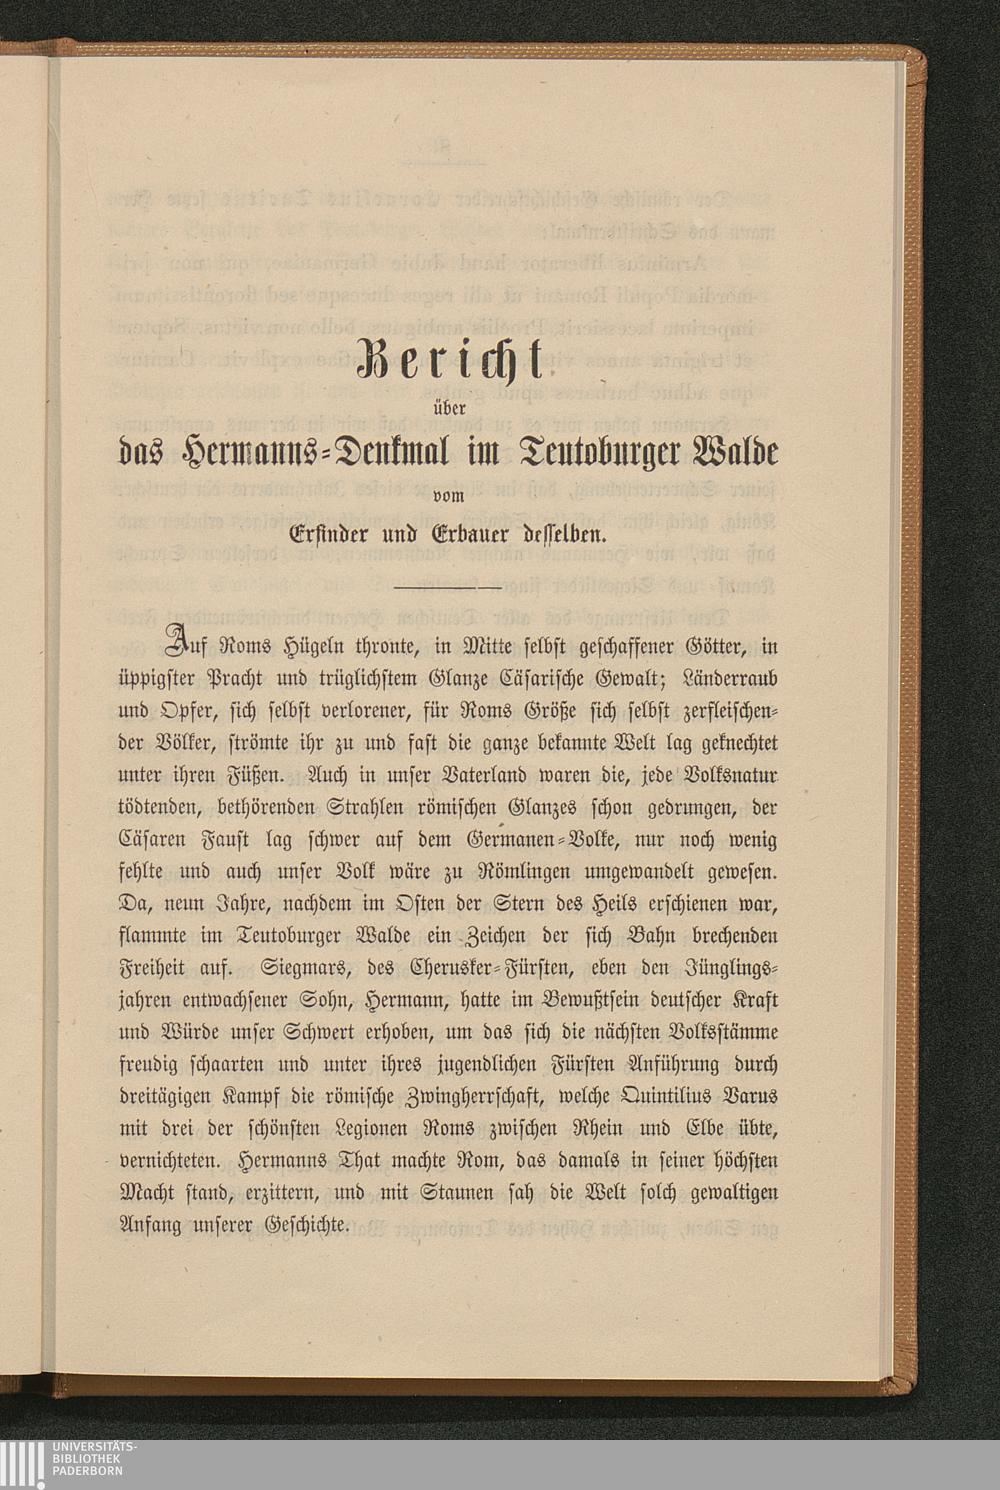 Bericht
über
das Hermanns-Denkmal im Teutoburger Walde
vom
Erfinder und Erbauer desselben.
Auf Roms Hügeln thronte, in Mitte selbst geschaffener Götter, in
üppigster Pracht und trüglichstem Glanze Cäsarische Gewalt; Länderraub
und Opfer, sich selbst verlorener, für Roms Größe sich selbst zerfleischen-
der Völker, strömte ihr zu und fast die ganze bekannte Welt lag geknechtet
unter ihren Füßen. Auch in unser Vaterland waren die, jede Volksnatur
tödtenden, bethörenden Strahlen römischen Glanzes schon gedrungen, der
Cäsaren Faust lag schwer auf dem Germanen-Volke, nur noch wenig
fehlte und auch unser Volk wäre zu Römlingen umgewandelt gewesen.
Da, neun Jahre, nachdem im Osten der Stern des Heils erschienen war,
flammte im Teutoburger Walde ein Zeichen der sich Bahn brechenden
Freiheit auf. Siegmars, des Cherusker-Fürsten, eben den Jünglings-
jahren entwachsener Sohn, Hermann, hatte im Bewußtsein deutscher Kraft
und Würde unser Schwert erhoben, um das sich die nächsten Volksstämme
freudig schaarten und unter ihres jugendlichen Fürsten Anführung durch
dreitägigen Kampf die römische Zwingherrschaft, welche Quintilius Varus
mit drei der schönsten Legionen Roms zwischen Rhein und Elbe übte,
vernichteten. Hermanns That machte Rom, das damals in seiner höchsten
Macht stand, erzittern, und mit Staunen sah die Welt solch gewaltigen
Anfang unserer Geschichte.
UNIVERSITÄTS-
BIBLIOTHEK
PADERBORN